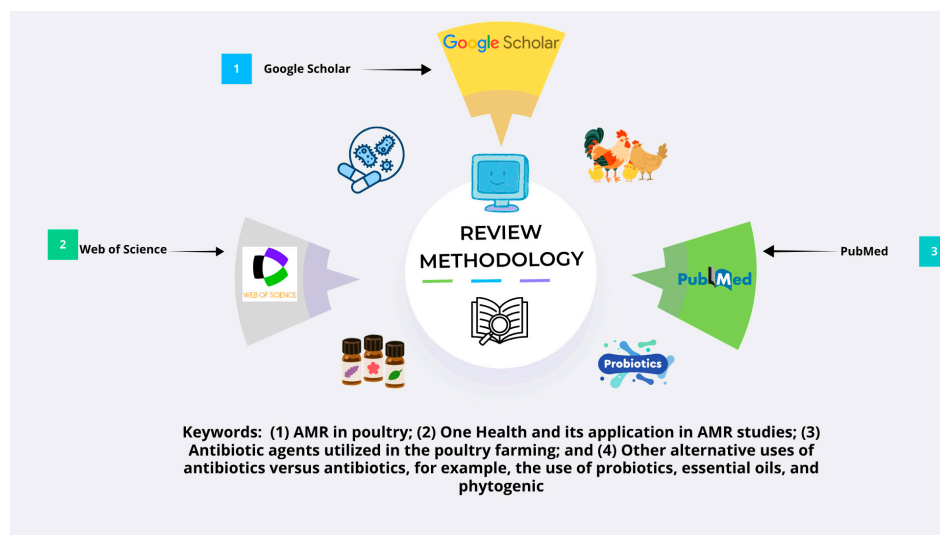 Google Scholar
1
Google Scholar
REVIEW
METHODOLOGY
2
Web of Science
WEB OF SCIENCE
PubMed
PubMed
3
Probiotics
Keywords: (1) AMR in poultry; (2) One Health and its application in AMR studies; (3)
Antibiotic agents utilized in the poultry farming; and (4) Other alternative uses of
antibiotics versus antibiotics, for example, the use of probiotics, essential oils, and
phytogenic